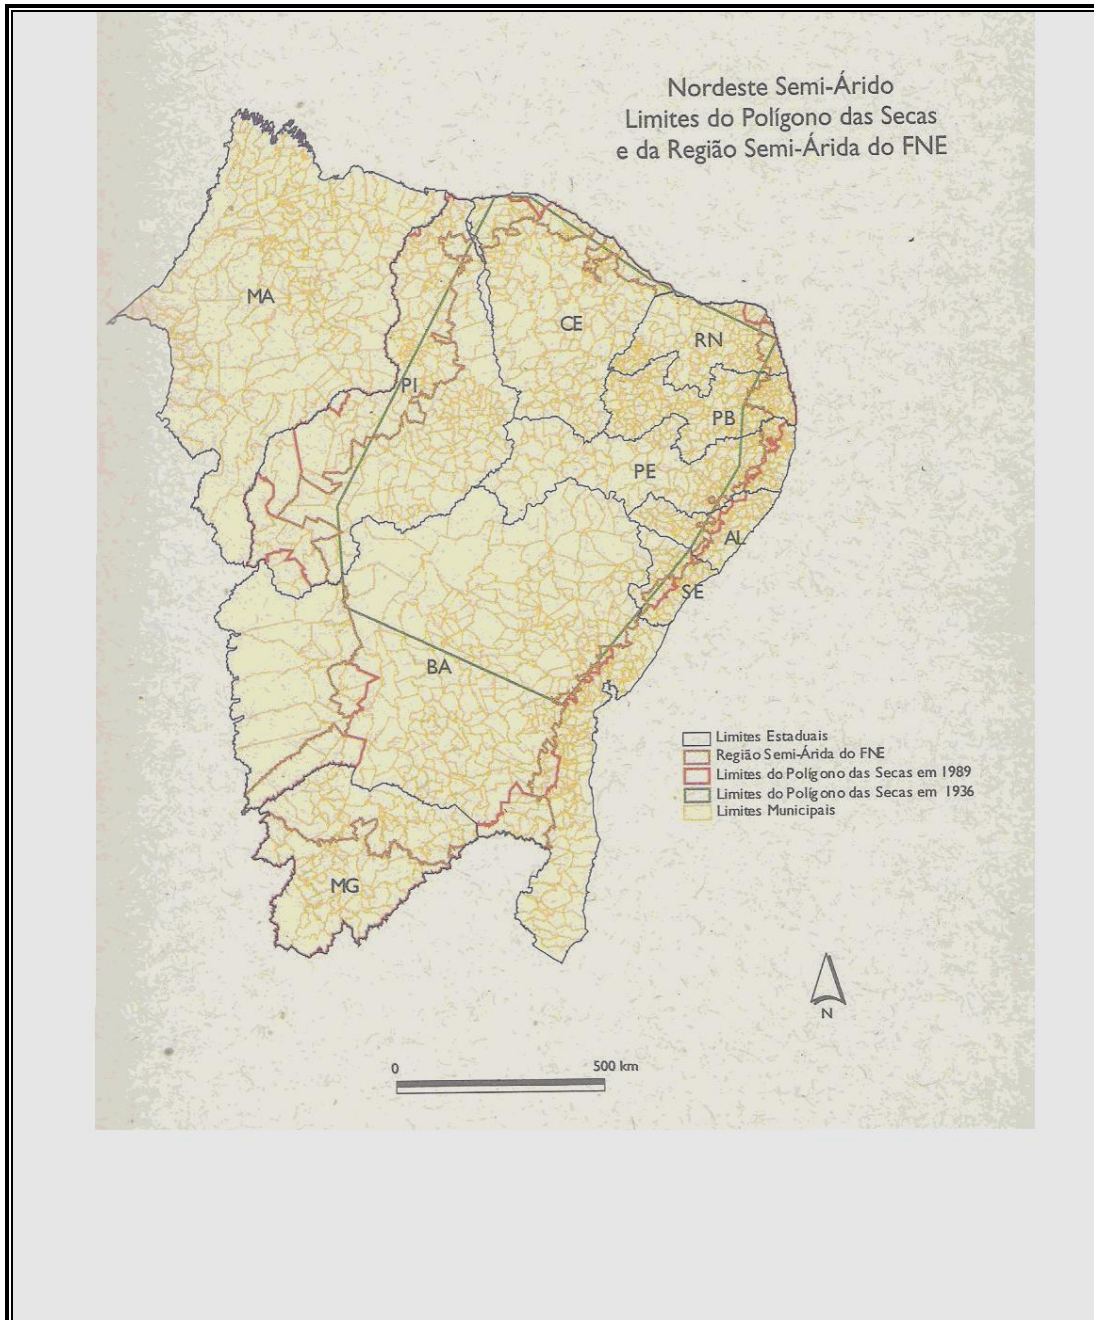 Nordeste Semi-Árido
Limites do Polígono das Secas
e da Região Semi-Árida do FNE
MA
CE
RN
PI
PB
PE
AL
SE
BA
Limites Estaduais
Região Semi-Árida do FNE
Limites do Polígono das Secas em 1989
Limites do Polígono das Secas em 1936
Limites Municipais
MG
N
0 500 km